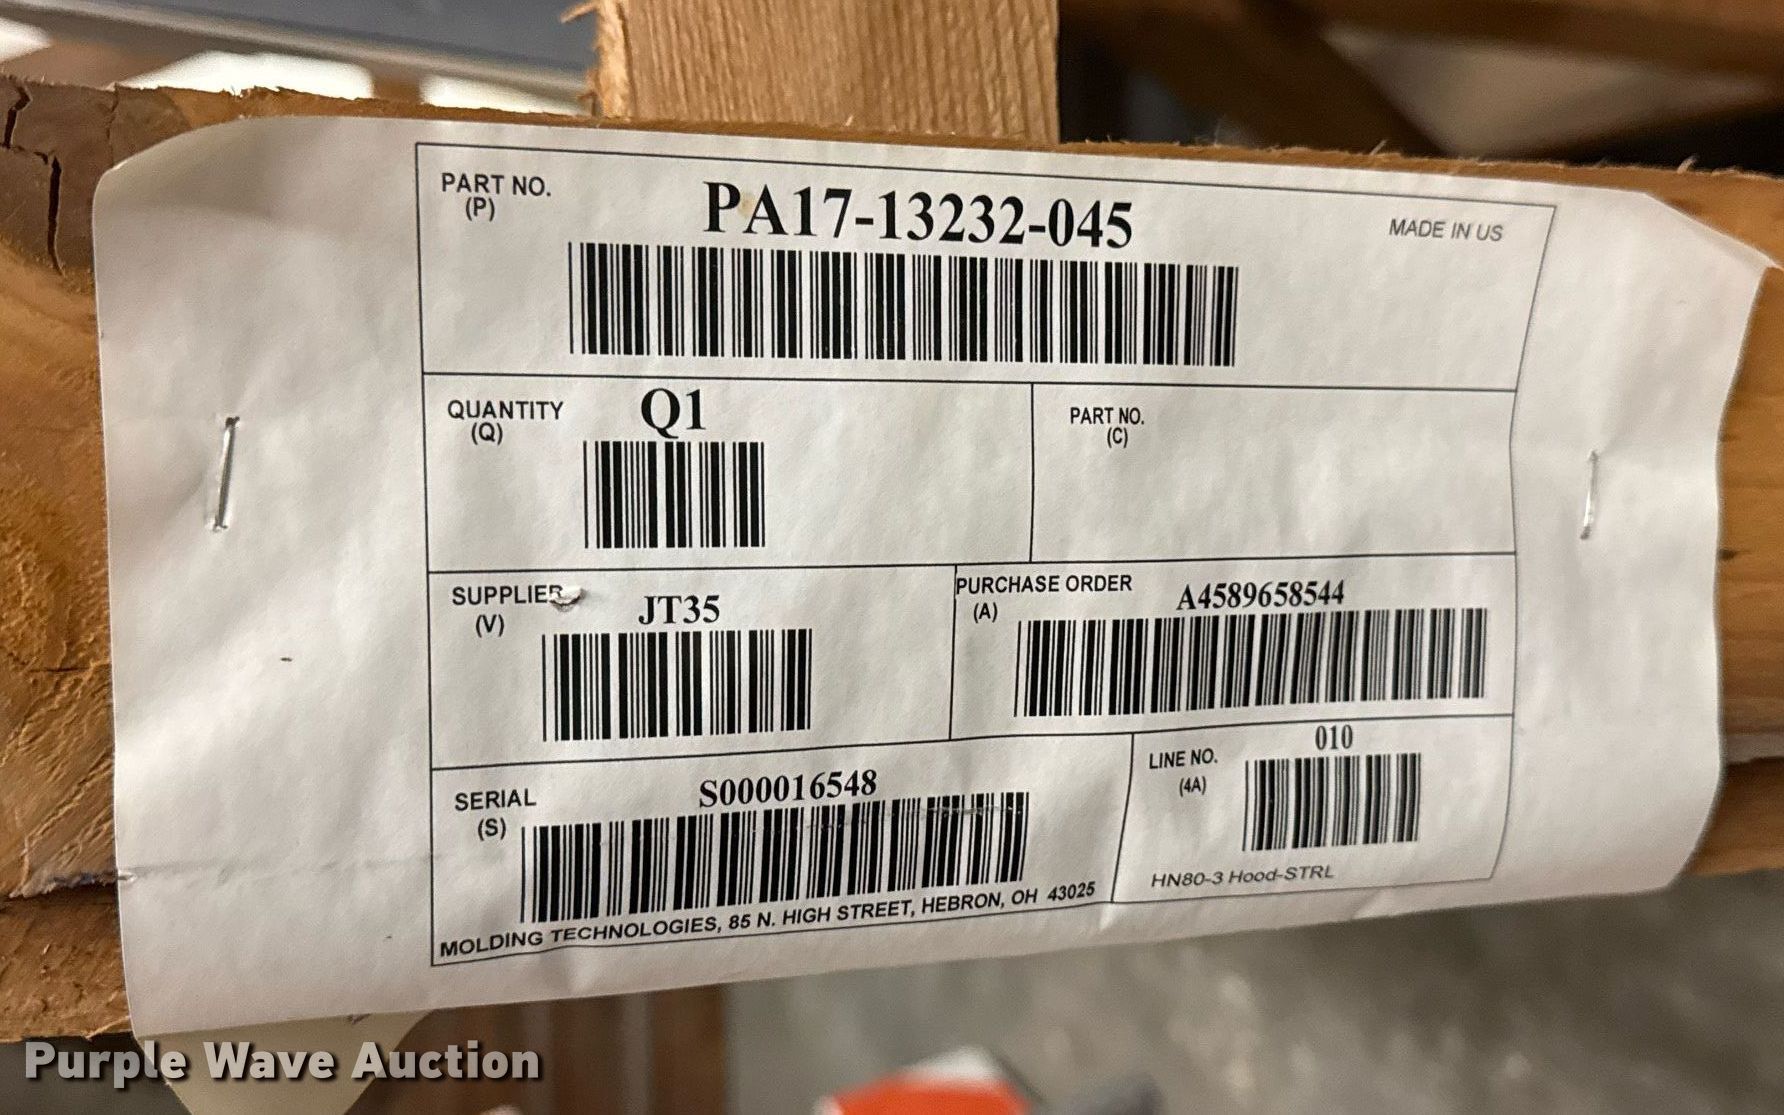 PART NO.
(P)
PA17-13232-045
MADE IN US
QUANTITY
(Q)
Q1
PART NO.
(C)
SUPPLIER
(V)
JT35
PURCHASE ORDER
(A)
A4589658544
SERIAL
(S)
S000016548
LINE NO.
(4A)
010
HN80-3 Hood-STRL
MOLDING TECHNOLOGIES, 85 N. HIGH STREET, HEBRON, OH 43025
Purple Wave Auction